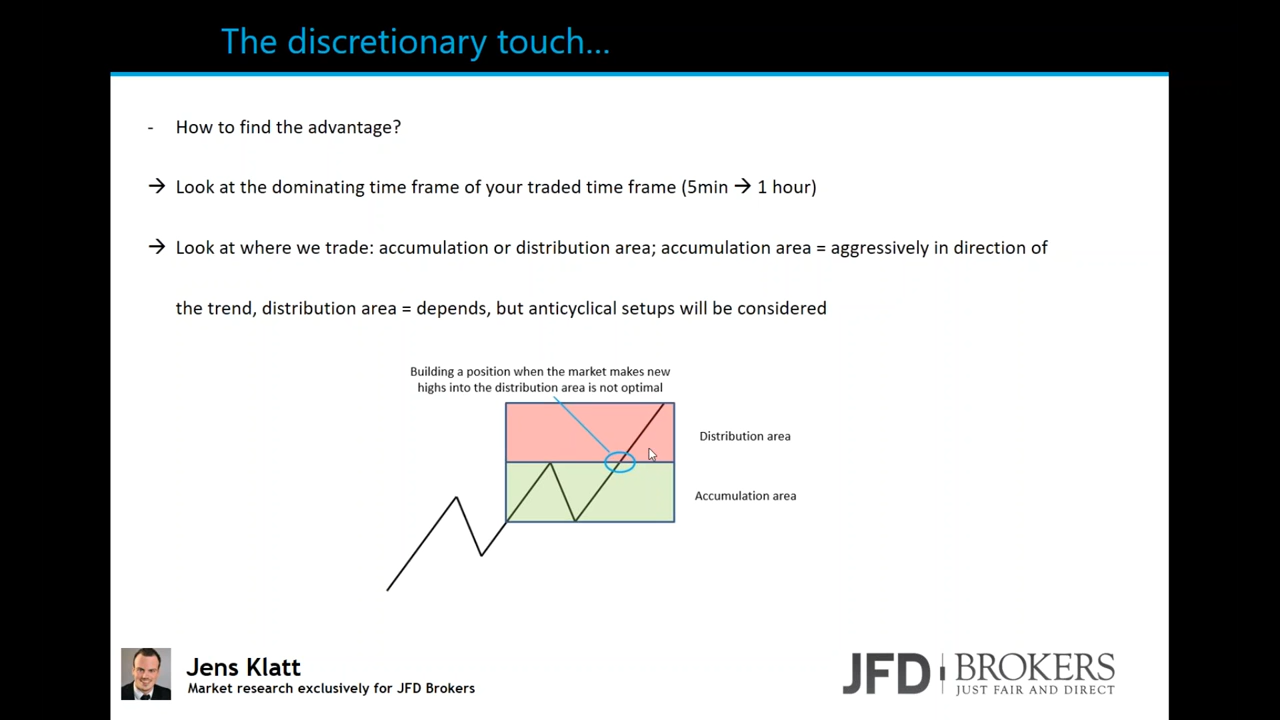 The discretionary touch...
- How to find the advantage?
→ Look at the dominating time frame of your traded time frame (5min → 1 hour)
→ Look at where we trade: accumulation or distribution area; accumulation area = aggressively in direction of
the trend, distribution area = depends, but anticyclical setups will be considered
Building a position when the market makes new
highs into the distribution area is not optimal
Distribution area
Accumulation area
Jens Klatt
Market research exclusively for JFD Brokers
JFD BROKERS
JUST FAIR AND DIRECT